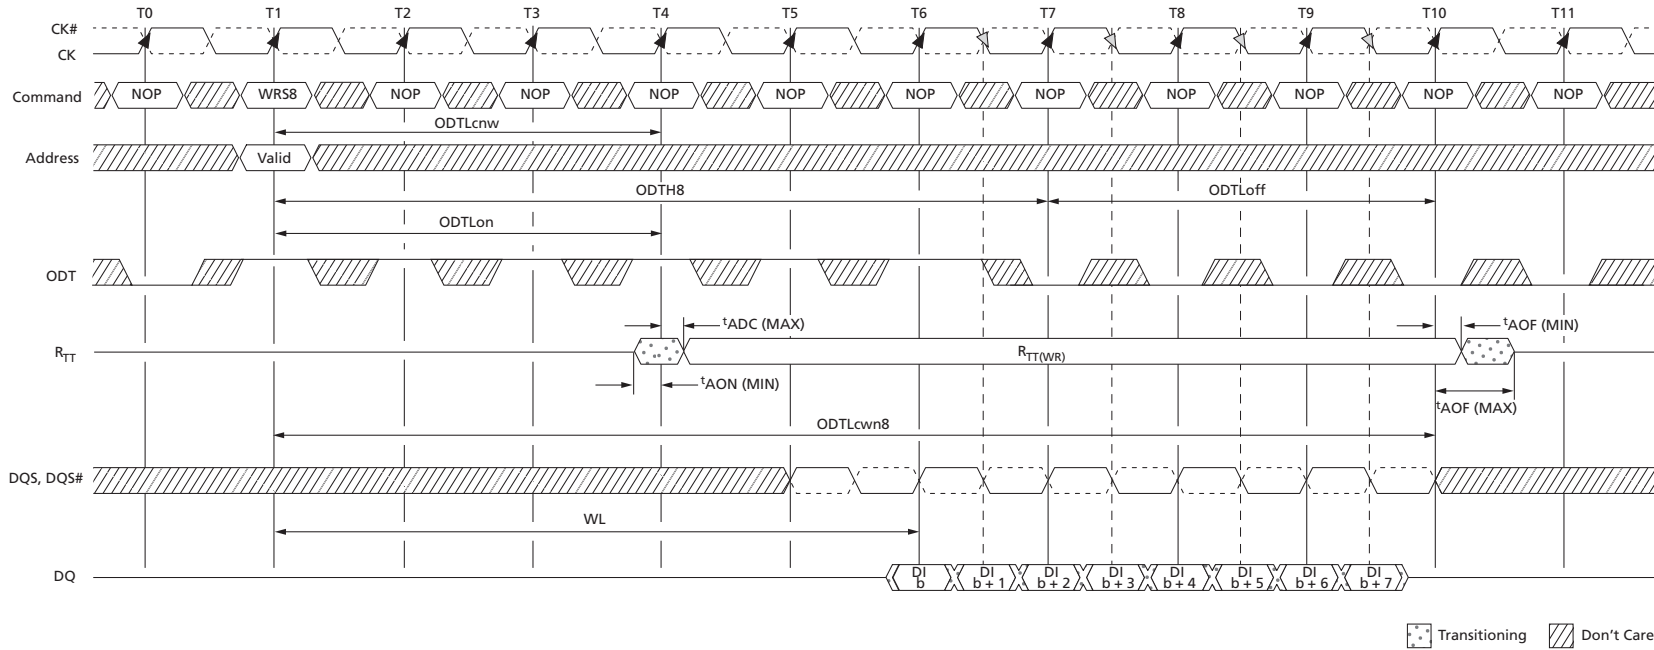 T0 T1 T2 T3 T4 T5 T6 T7 T8 T9 T10 T11
CK#
CK
Command NOP WRS8 NOP NOP NOP NOP NOP NOP NOP NOP NOP NOP
ODTLcnw
Address Valid
ODTH8 ODTLoff
ODTLon
ODT
tADC (MAX) tAOF (MIN)
RTT RTT(WR)
tAON (MIN)
tAOF (MAX)
ODTLcwn8
DQS, DQS#
WL
DQ DI b DI b + 1 DI b + 2 DI b + 3 DI b + 4 DI b + 5 DI b + 6 DI b + 7
Transitioning Don't Care